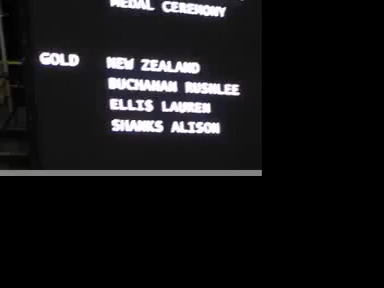 MEDAL CEREMONY
GOLD NEW ZEALAND
BUCHANAN RUSHLEE
ELLIS LAUREN
SHANKS ALISON